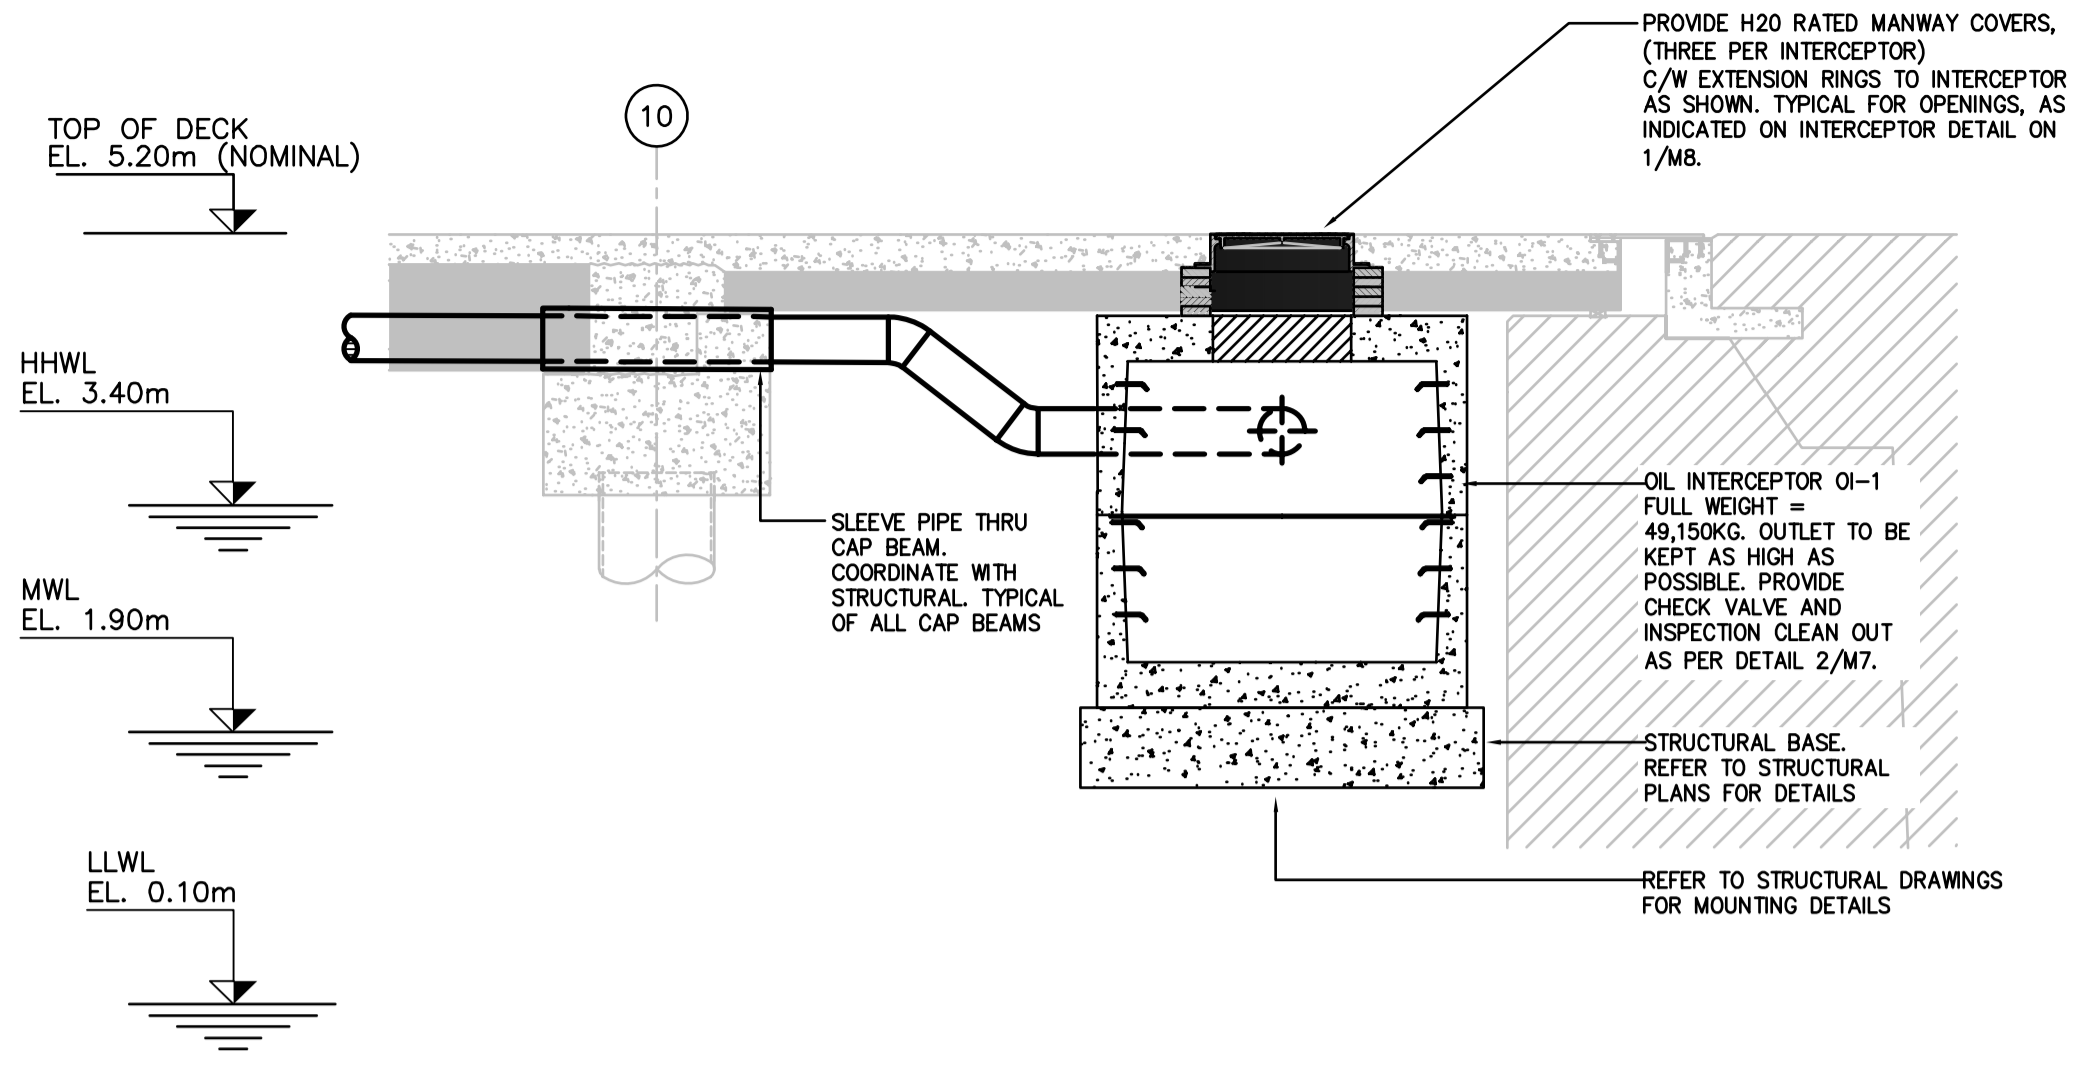 PROVIDE H20 RATED MANWAY COVERS,
(THREE PER INTERCEPTOR)
C/W EXTENSION RINGS TO INTERCEPTOR
AS SHOWN. TYPICAL FOR OPENINGS, AS
INDICATED ON INTERCEPTOR DETAIL ON
1/M8.
10
TOP OF DECK
EL. 5.20m (NOMINAL)
HHWL
EL. 3.40m
MWL
EL. 1.90m
LLWL
EL. 0.10m
SLEEVE PIPE THRU
CAP BEAM.
COORDINATE WITH
STRUCTURAL. TYPICAL
OF ALL CAP BEAMS
OIL INTERCEPTOR OI-1
FULL WEIGHT =
49,150KG. OUTLET TO BE
KEPT AS HIGH AS
POSSIBLE. PROVIDE
CHECK VALVE AND
INSPECTION CLEAN OUT
AS PER DETAIL 2/M7.
STRUCTURAL BASE.
REFER TO STRUCTURAL
PLANS FOR DETAILS
REFER TO STRUCTURAL DRAWINGS
FOR MOUNTING DETAILS